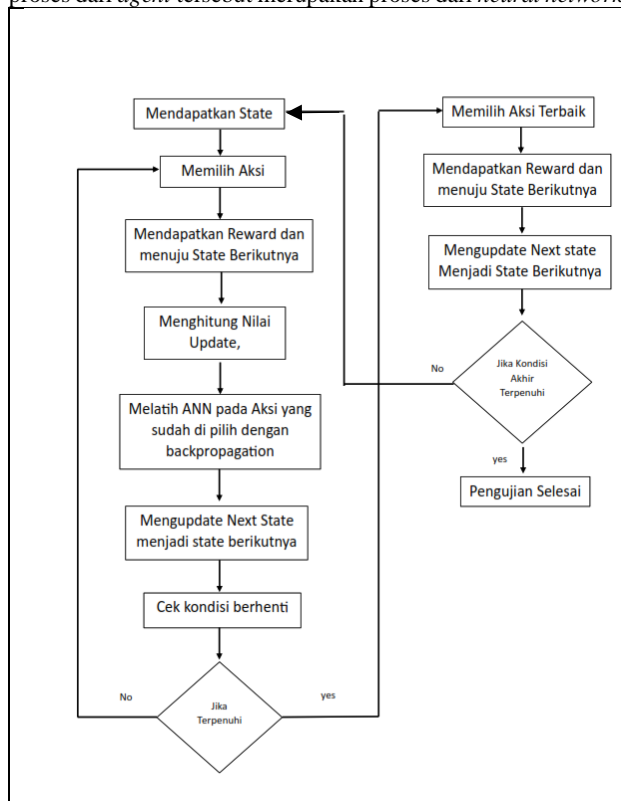 proses dari agent tersebut merupakan proses dari neural network
Mendapatkan State
Memilih Aksi
Mendapatkan Reward dan
menuju State Berikutnya
Menghitung Nilai
Update,
Melatih ANN pada Aksi yang
sudah di pilih dengan
backpropagation
Mengupdate Next State
menjadi state berikutnya
Cek kondisi berhenti
No
Jika
Terpenuhi
yes
Memilih Aksi Terbaik
Mendapatkan Reward dan
menuju State Berikutnya
Mengupdate Next state
Menjadi State Berikutnya
No
Jika Kondisi
Akhir
Terpenuhi
yes
Pengujian Selesai